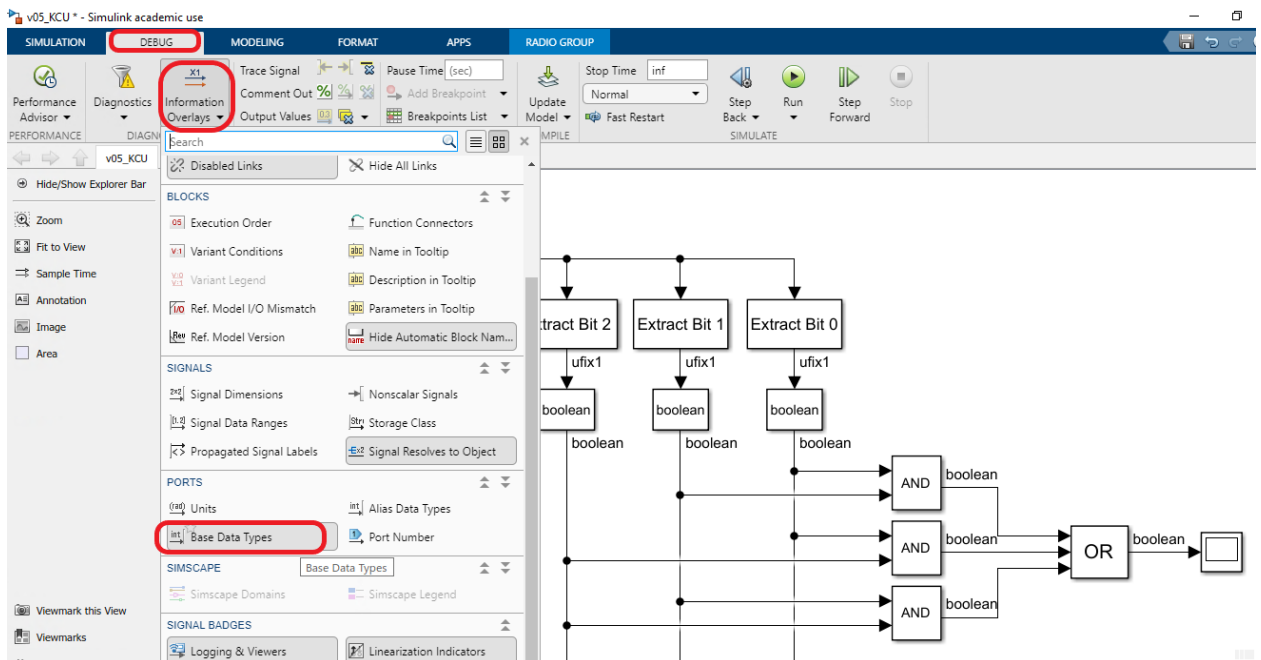 v05_KCU * - Simulink academic use
SIMULATION DEBUG MODELING FORMAT APPS RADIO GROUP
Performance Advisor
Diagnostics
Information Overlays
Trace Signal
Comment Out
Output Values
Pause Time (sec)
Add Breakpoint
Breakpoints List
Update Model
Stop Time inf
Normal
Fast Restart
Step Back
Run
Step Forward
Stop
PERFORMANCE DIAGN MPILE SIMULATE
v05_KCU
Hide/Show Explorer Bar
Zoom
Fit to View
Sample Time
Annotation
Image
Area
Viewmark this View
Viewmarks
Search
Disabled Links Hide All Links
BLOCKS
Execution Order Function Connectors
Variant Conditions Name in Tooltip
Variant Legend Description in Tooltip
Ref. Model I/O Mismatch Parameters in Tooltip
Ref. Model Version Hide Automatic Block Nam...
SIGNALS
Signal Dimensions Nonscalar Signals
Signal Data Ranges Storage Class
Propagated Signal Labels Signal Resolves to Object
PORTS
Units Alias Data Types
Base Data Types Port Number
SIMSCAPE Base Data Types
Simscape Domains Simscape Legend
SIGNAL BADGES
Logging & Viewers Linearization Indicators
tract Bit 2 Extract Bit 1 Extract Bit 0
ufix1 ufix1 ufix1
boolean boolean boolean
boolean boolean boolean
AND boolean
AND boolean
OR boolean
AND boolean